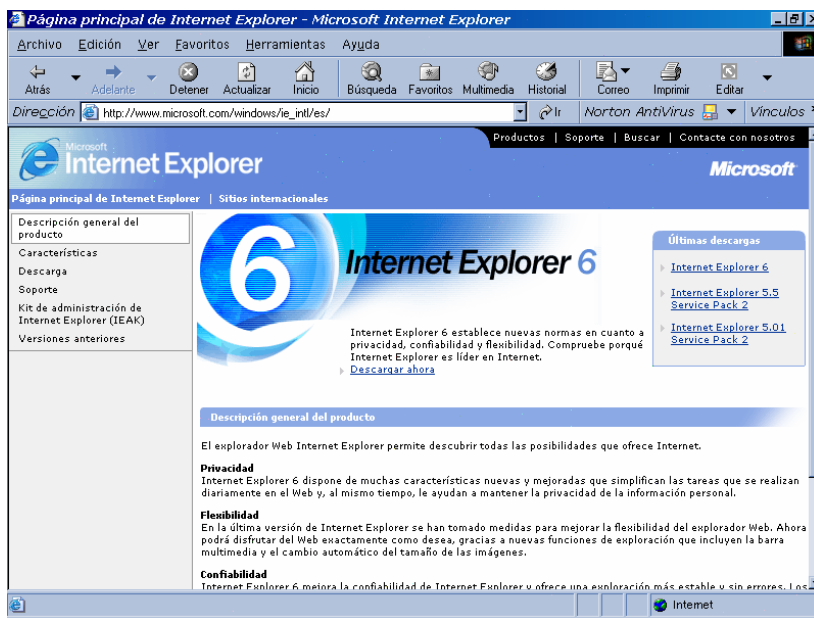 Página principal de Internet Explorer - Microsoft Internet Explorer
Archivo Edición Ver Favoritos Herramientas Ayuda
Atrás Adelante Detener Actualizar Inicio Búsqueda Favoritos Multimedia Historial Correo Imprimir Editar
Dirección http://www.microsoft.com/windows/ie_intl/es/ Ir Norton AntiVirus Vínculos
Productos | Soporte | Buscar | Contacte con nosotros
Microsoft
Internet Explorer
Microsoft
Página principal de Internet Explorer | Sitios internacionales
Descripción general del
producto
Características
Descarga
Soporte
Kit de administración de
Internet Explorer (IEAK)
Versiones anteriores
6
Internet Explorer 6
Internet Explorer 6 establece nuevas normas en cuanto a
privacidad, confiabilidad y flexibilidad. Compruebe porqué
Internet Explorer es líder en Internet.
Descargar ahora
Últimas descargas
Internet Explorer 6
Internet Explorer 5.5
Service Pack 2
Internet Explorer 5.01
Service Pack 2
Descripción general del producto
El explorador Web Internet Explorer permite descubrir todas las posibilidades que ofrece Internet.
Privacidad
Internet Explorer 6 dispone de muchas características nuevas y mejoradas que simplifican las tareas que se realizan
diariamente en el Web y, al mismo tiempo, le ayudan a mantener la privacidad de la información personal.
Flexibilidad
En la última versión de Internet Explorer se han tomado medidas para mejorar la flexibilidad del explorador Web. Ahora
podrá disfrutar del Web exactamente como desea, gracias a nuevas funciones de exploración que incluyen la barra
multimedia y el cambio automático del tamaño de las imágenes.
Confiabilidad
Internet Explorer 6 mejora la confiabilidad de Internet Explorer y ofrece una exploración más estable y sin errores. Los
Internet